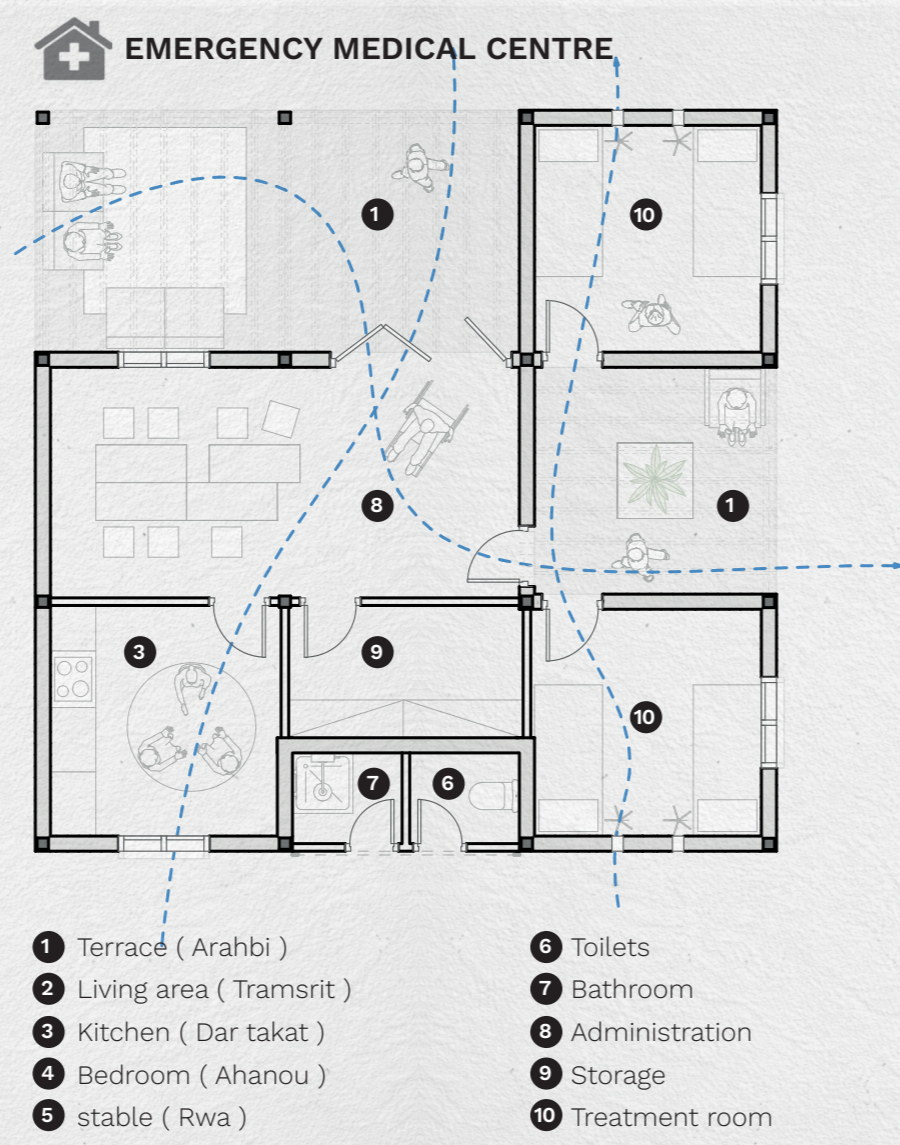 EMERGENCY MEDICAL CENTRE
1
10
8
1
3
9
10
7
6
1 Terrace ( Arahbi )
2 Living area ( Tramsrit )
3 Kitchen ( Dar takat )
4 Bedroom ( Ahanou )
5 stable ( Rwa )
6 Toilets
7 Bathroom
8 Administration
9 Storage
10 Treatment room